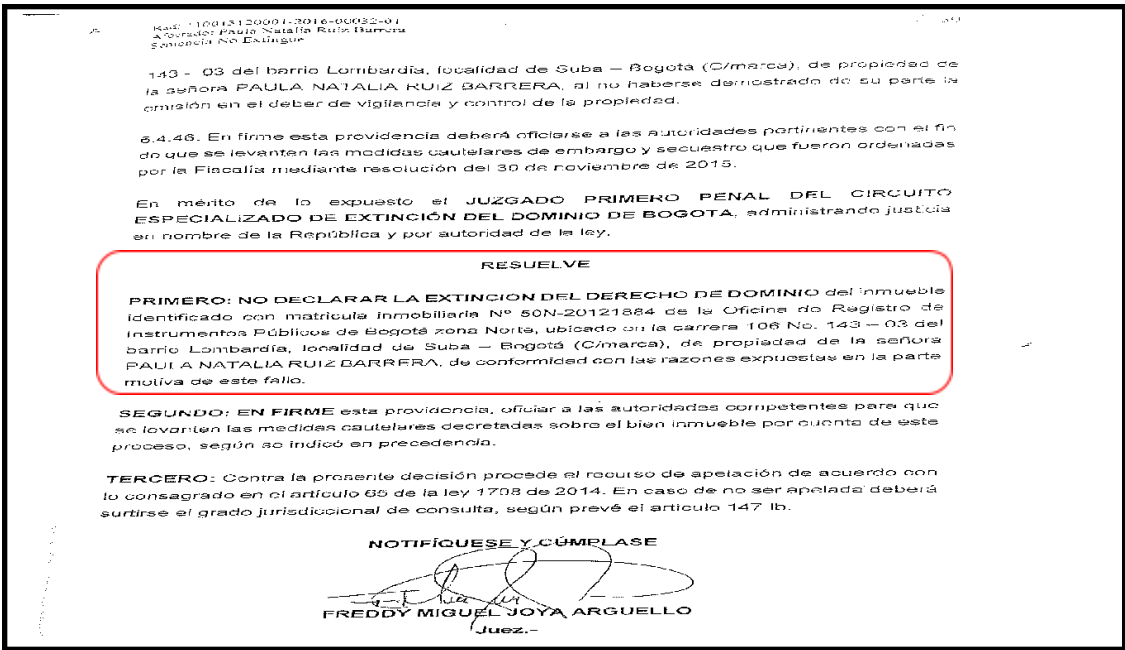 Rad: 110013120001-2016-00032-01
Afectado: Paula Natalia Ruiz Barrera
Sentencia No Extingue
143 - 03 del barrio Lombardía, localidad de Suba – Bogotá (C/marca), de propiedad de
la señora PAULA NATALIA RUIZ BARRERA, al no haberse demostrado de su parte la
omisión en el deber de vigilancia y control de la propiedad.
5.4.46. En firme esta providencia deberá oficiarse a las autoridades pertinentes con el fin
de que se levanten las medidas cautelares de embargo y secuestro que fueron ordenadas
por la Fiscalía mediante resolución del 30 de noviembre de 2015.
En mérito de lo expuesto el JUZGADO PRIMERO PENAL DEL CIRCUITO
ESPECIALIZADO DE EXTINCIÓN DEL DOMINIO DE BOGOTA, administrando justicia
en nombre de la República y por autoridad de la ley,
RESUELVE
PRIMERO: NO DECLARAR LA EXTINCION DEL DERECHO DE DOMINIO del inmueble
identificado con matricula inmobiliaria Nº 50N-20121884 de la Oficina de Registro de
Instrumentos Públicos de Bogotá zona Norte, ubicado en la carrera 106 No. 143 – 03 del
barrio Lombardía, localidad de Suba – Bogotá (C/marca), de propiedad de la señora
PAULA NATALIA RUIZ BARRERA, de conformidad con las razones expuestas en la parte
motiva de este fallo.
SEGUNDO: EN FIRME esta providencia, oficiar a las autoridades competentes para que
se levanten las medidas cautelares decretadas sobre el bien inmueble por cuenta de este
proceso, según se indicó en precedencia.
TERCERO: Contra la presente decisión procede el recurso de apelación de acuerdo con
lo consagrado en el artículo 65 de la ley 1708 de 2014. En caso de no ser apelada deberá
surtirse el grado jurisdiccional de consulta, según prevé el artículo 147 Ib.
NOTIFÍQUESE Y CÚMPLASE
FREDDY MIGUEL JOYA ARGUELLO
Juez.-